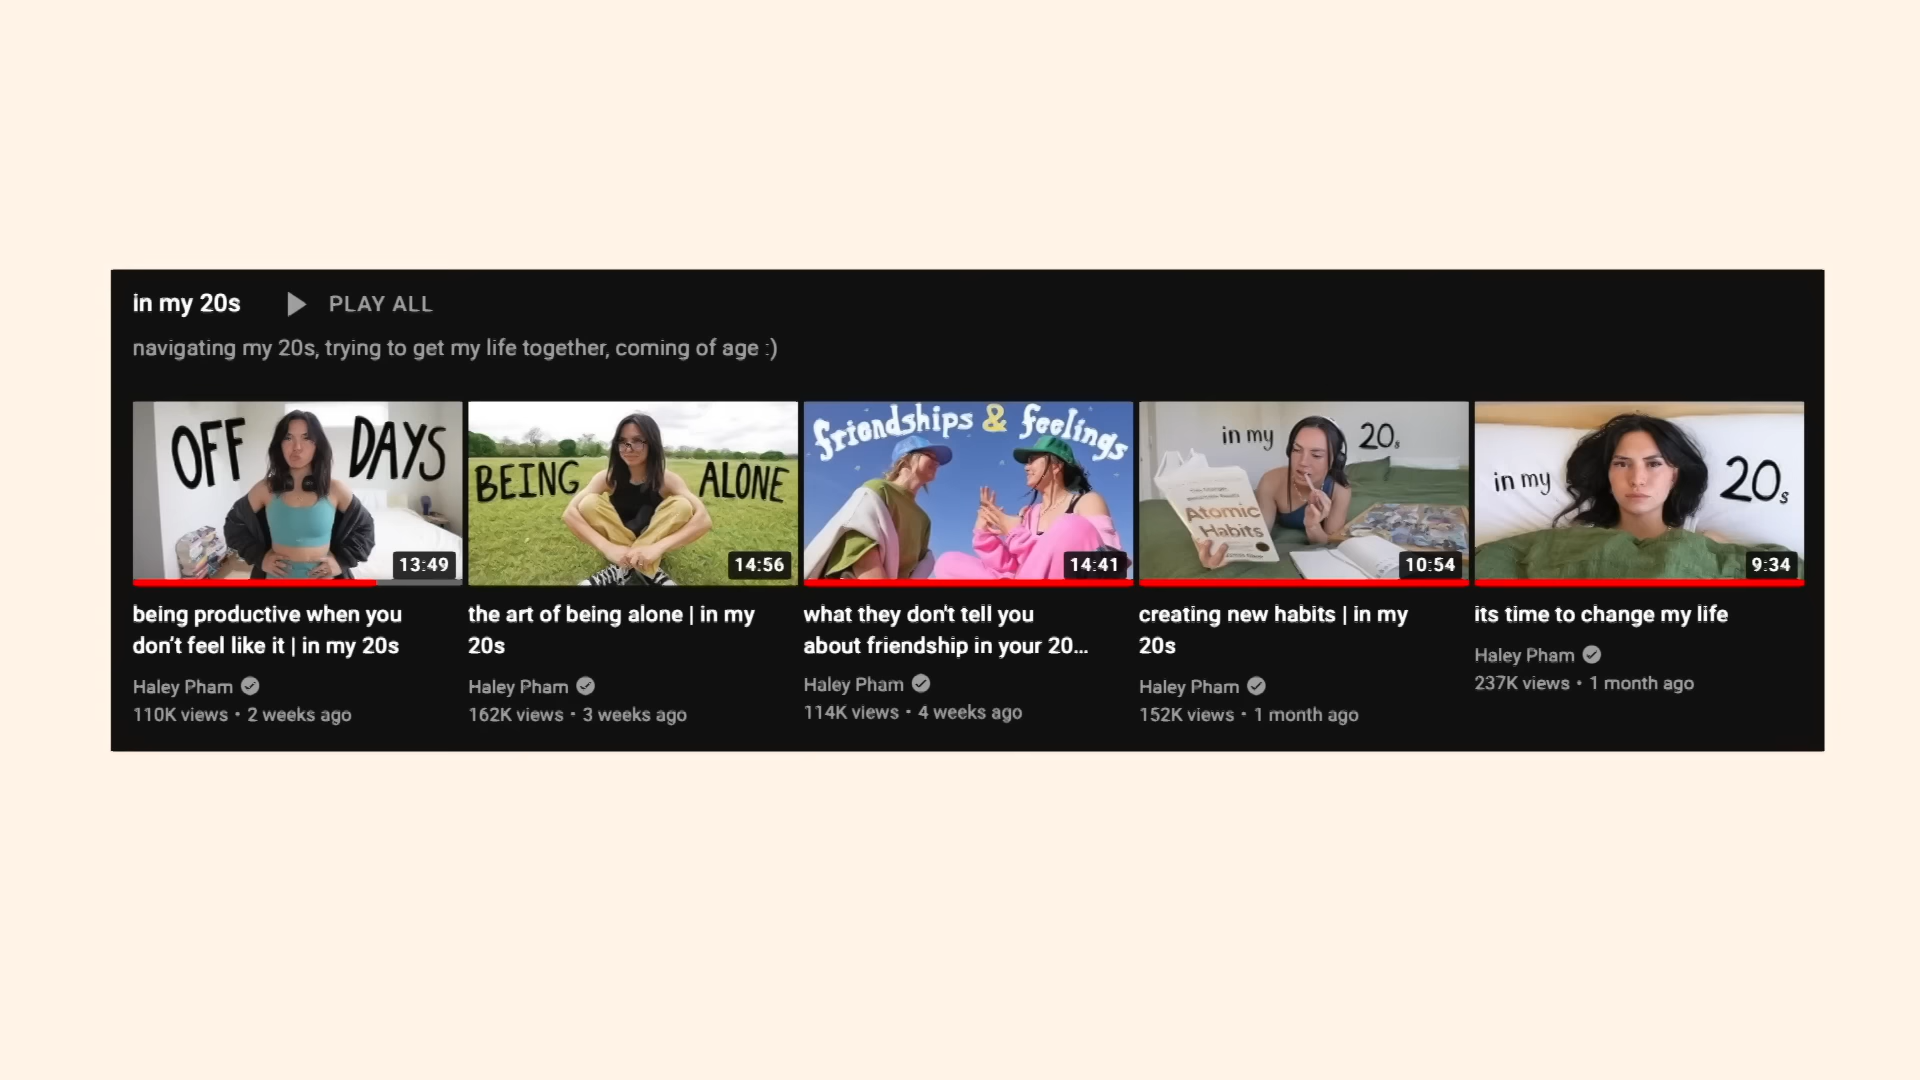 in my 20s PLAY ALL
navigating my 20s, trying to get my life together, coming of age :)
OFF DAYS
13:49
BEING ALONE
14:56
friendships & feelings
14:41
in my 20s
Atomic
Habits
10:54
in my 20s
9:34
being productive when you
don't feel like it | in my 20s
Haley Pham
110K views • 2 weeks ago
the art of being alone | in my
20s
Haley Pham
162K views • 3 weeks ago
what they don't tell you
about friendship in your 20...
Haley Pham
114K views • 4 weeks ago
creating new habits | in my
20s
Haley Pham
152K views • 1 month ago
its time to change my life
Haley Pham
237K views • 1 month ago